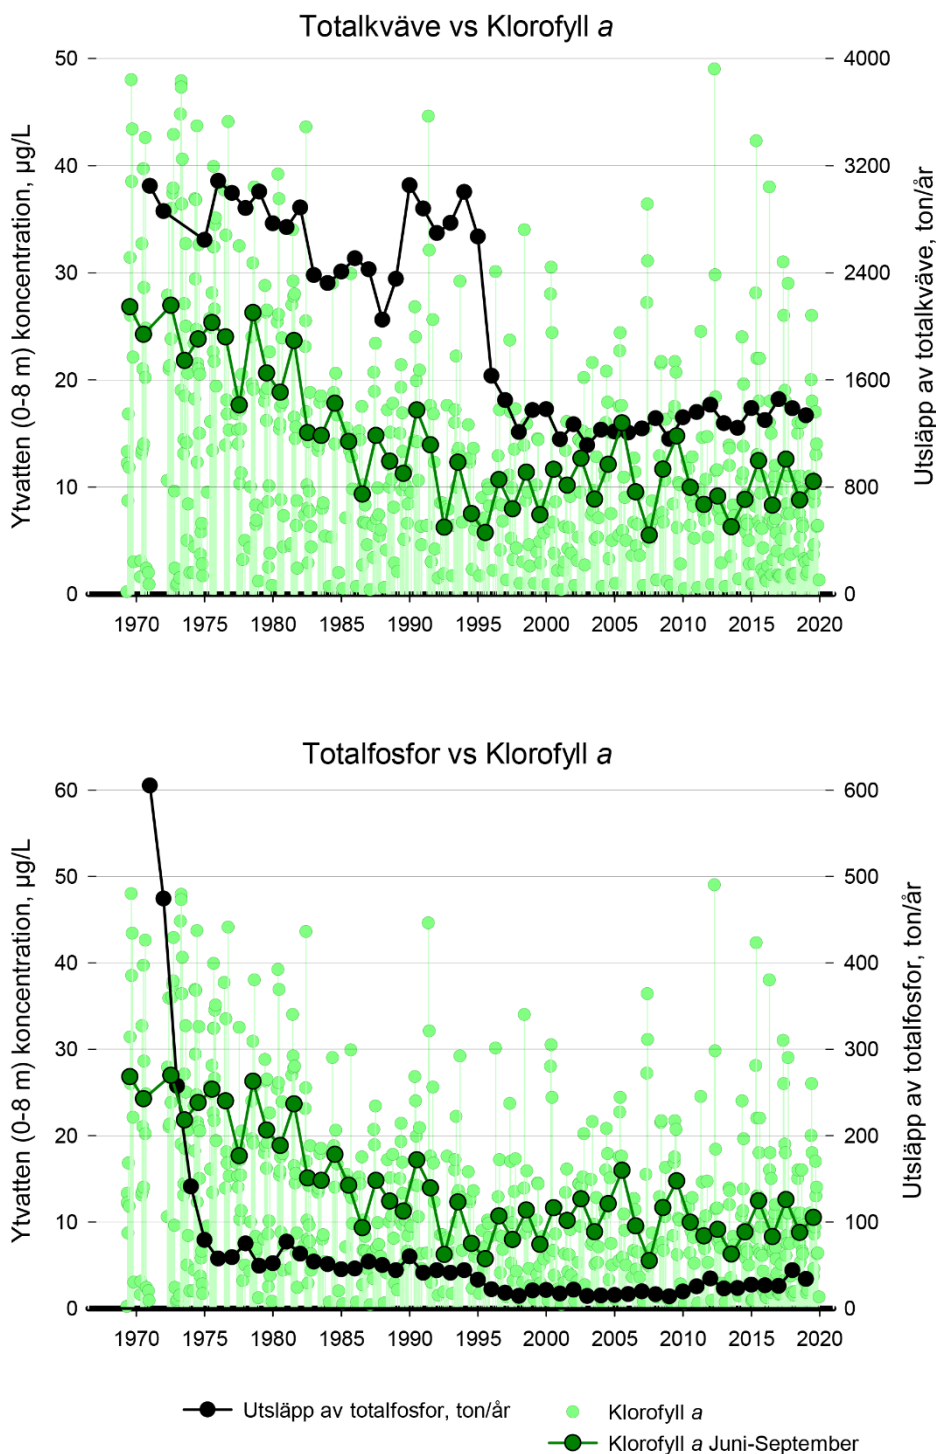 Totalkväve vs Klorofyll a
Ytvatten (0-8 m) koncentration, µg/L
50
40
30
20
10
0
4000
3200
2400
1600
800
0
Utsläpp av totalkväve, ton/år
1970 1975 1980 1985 1990 1995 2000 2005 2010 2015 2020
Totalfosfor vs Klorofyll a
Ytvatten (0-8 m) koncentration, µg/L
60
50
40
30
20
10
0
600
500
400
300
200
100
0
Utsläpp av totalfosfor, ton/år
1970 1975 1980 1985 1990 1995 2000 2005 2010 2015 2020
Utsläpp av totalfosfor, ton/år
Klorofyll a
Klorofyll a Juni-September